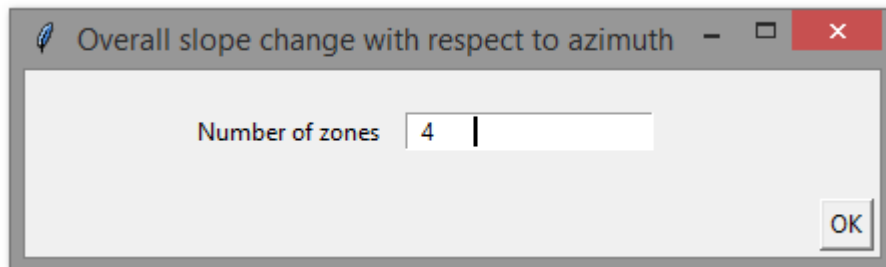 Overall slope change with respect to azimuth
Number of zones 4
OK